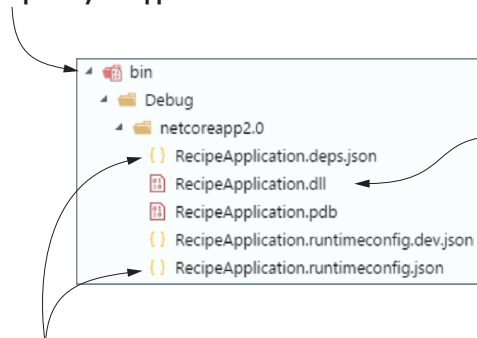 bin
Debug
netcoreapp2.0
RecipeApplication.deps.json
RecipeApplication.dll
RecipeApplication.pdb
RecipeApplication.runtimeconfig.dev.json
RecipeApplication.runtimeconfig.json